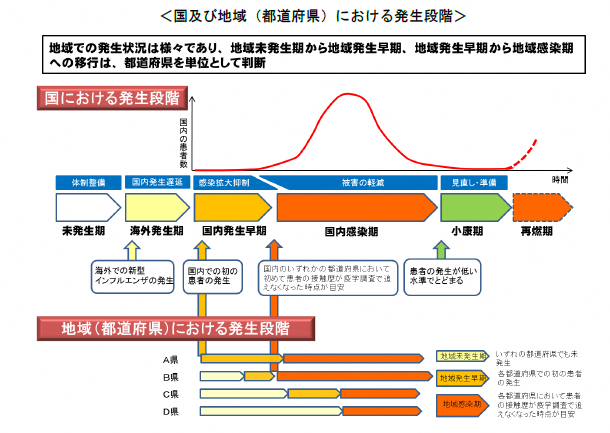 ＜国及び地域（都道府県）における発生段階＞
地域での発生状況は様々であり、地域未発生期から地域発生早期、地域発生早期から地域感染期
への移行は、都道府県を単位として判断
国における発生段階
国内の患者数
時間
体制整備
国内発生遅延
感染拡大抑制
被害の軽減
見直し・準備
未発生期
海外発生期
国内発生早期
国内感染期
小康期
再燃期
海外での新型
インフルエンザの発生
国内での初の
患者の発生
国内のいずれかの都道府県において
初めて患者の接触歴が疫学調査で追
えなくなった時点が目安
患者の発生が低い
水準でとどまる
地域（都道府県）における発生段階
A県
B県
C県
D県
地域未発生期
いずれの都道府県でも未
発生
地域発生早期
各都道府県での初の患者
の発生
地域感染期
各都道府県において患者
の接触歴が疫学調査で追
えなくなった時点が目安